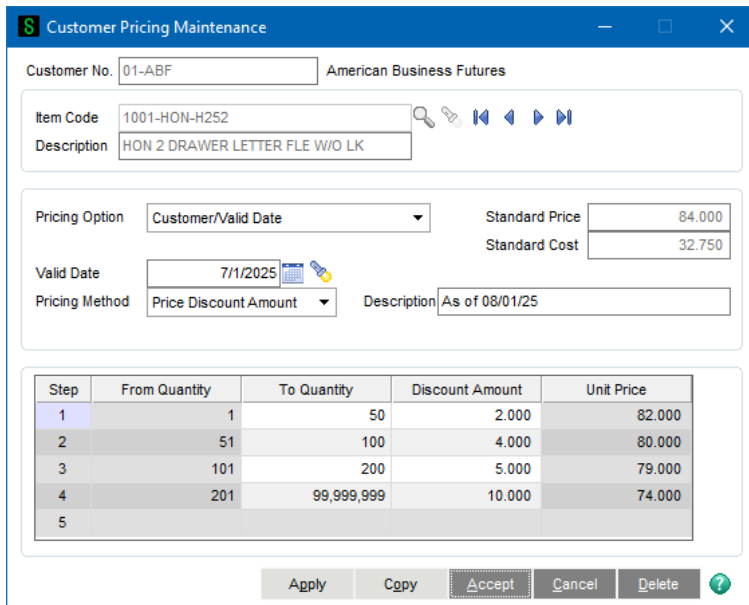 S Customer Pricing Maintenance
Customer No. 01-ABF American Business Futures
Item Code 1001-HON-H252
Description HON 2 DRAWER LETTER FLE W/O LK
Pricing Option Customer/Valid Date Standard Price 84.000
Standard Cost 32.750
Valid Date 7/1/2025
Pricing Method Price Discount Amount Description As of 08/01/25
Step From Quantity To Quantity Discount Amount Unit Price
1 1 50 2.000 82.000
2 51 100 4.000 80.000
3 101 200 5.000 79.000
4 201 99,999,999 10.000 74.000
5
Apply Copy Accept Cancel Delete ?